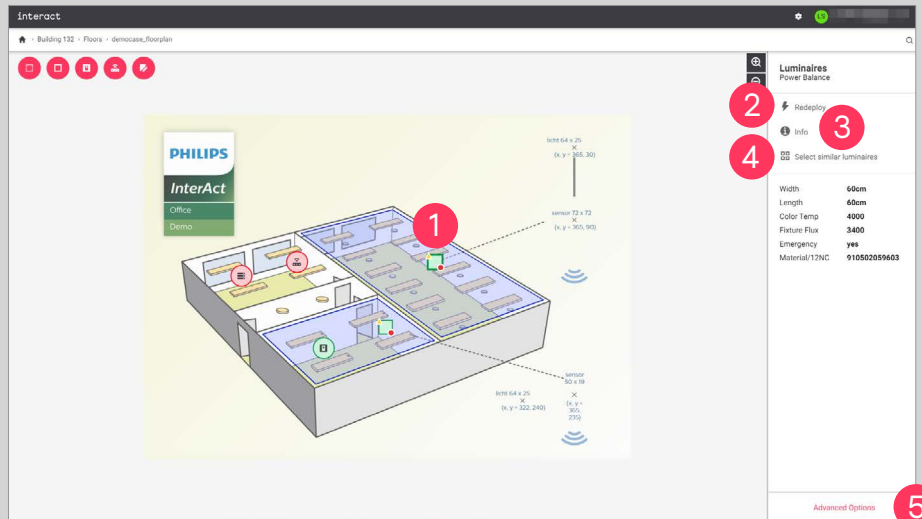 interact
LS
Building 132 › Floors › democase_floorplan
Luminaires
Power Balance
2
Redeploy
3
Info
4
Select similar luminaires
Width 60cm
Length 60cm
Color Temp 4000
Fixture Flux 3400
Emergency yes
Material/12NC 910502059603
PHILIPS
InterAct
Office
Demo
licht 64 x 25
(x, y = 365, 30)
1
sensor 72 x 72
(x, y = 365, 90)
sensor
50 x 19
licht 64 x 25
(x, y = 322, 240)
(x, y =
365,
235)
Advanced Options
5